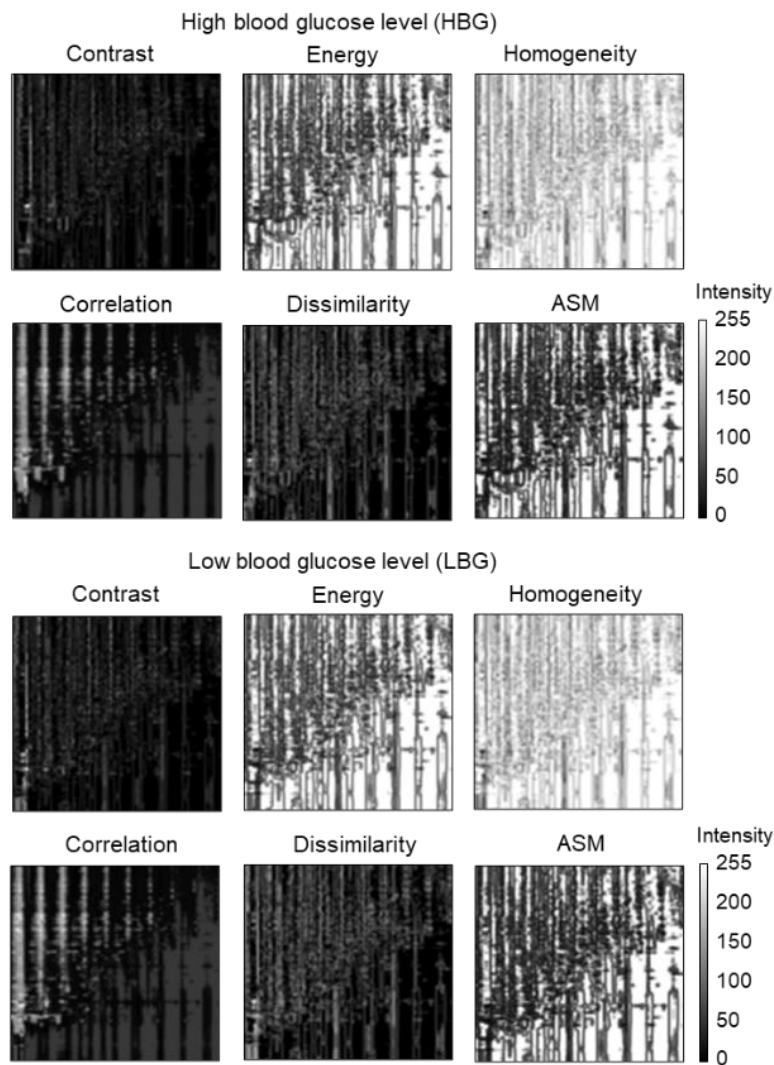 High blood glucose level (HBG)
Contrast Energy Homogeneity
Correlation Dissimilarity ASM
Intensity
255
200
150
100
50
0
Low blood glucose level (LBG)
Contrast Energy Homogeneity
Correlation Dissimilarity ASM
Intensity
255
200
150
100
50
0